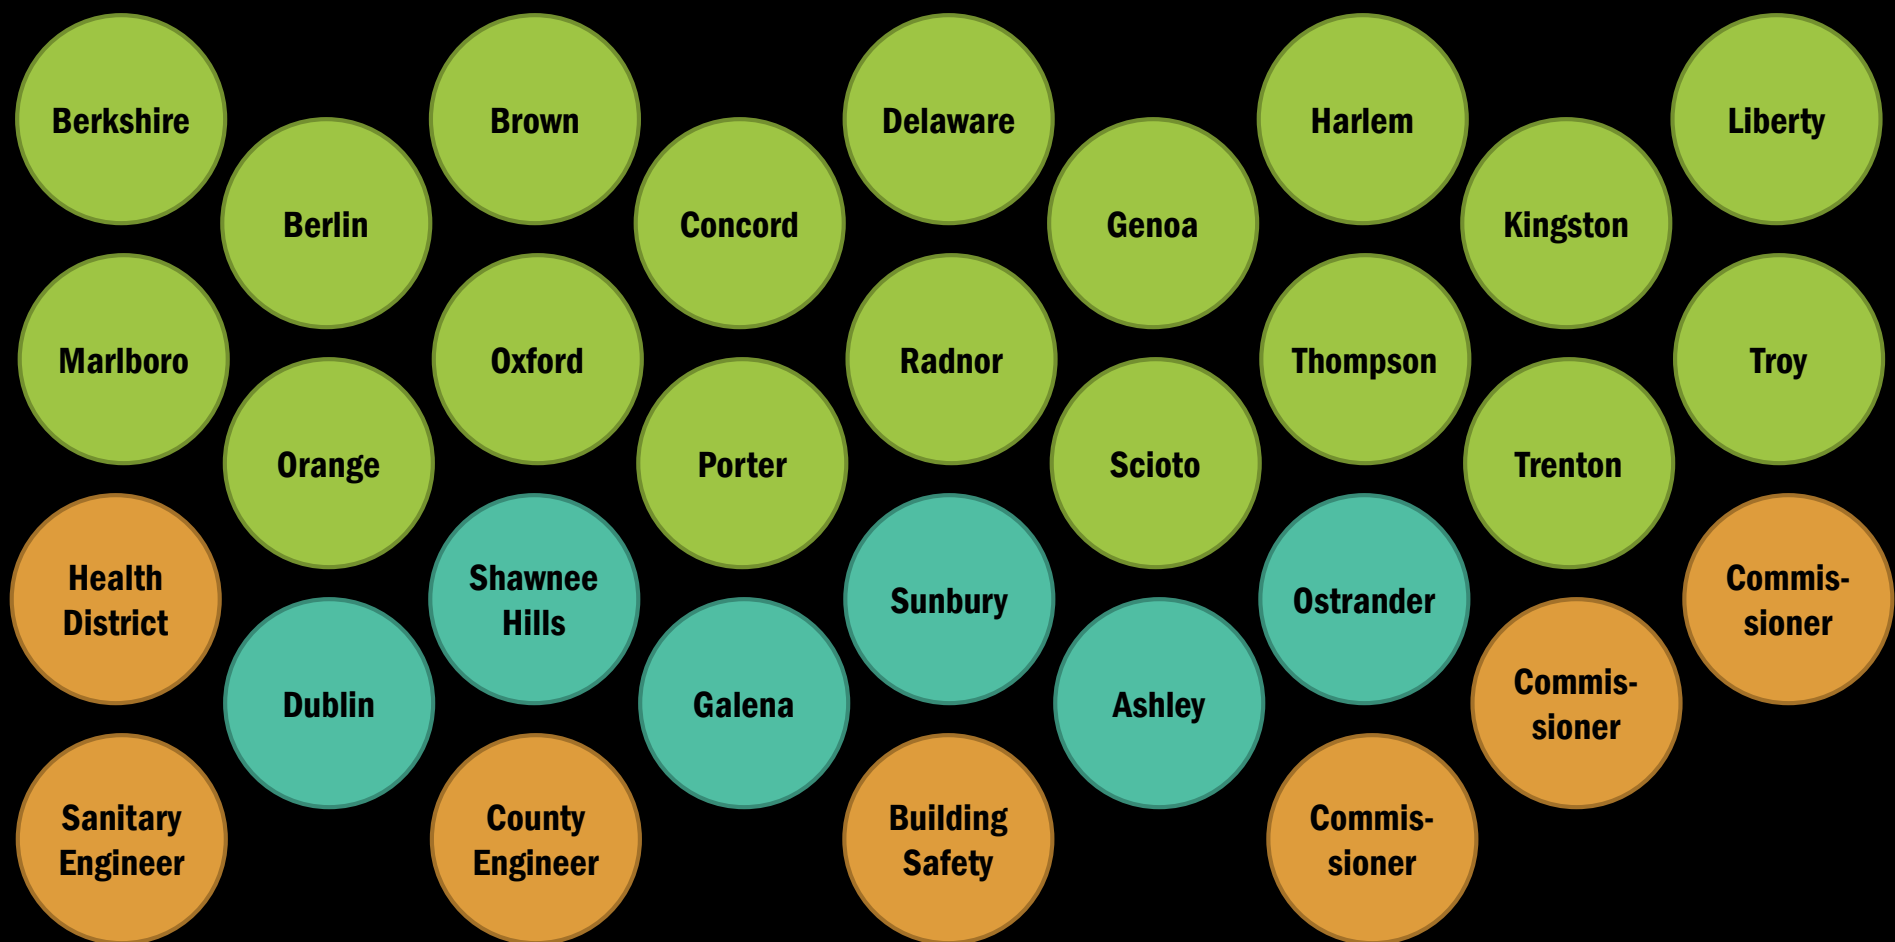 Berkshire
Brown
Delaware
Harlem
Liberty
Berlin
Concord
Genoa
Kingston
Marlboro
Oxford
Radnor
Thompson
Troy
Orange
Porter
Scioto
Trenton
Health
District
Shawnee
Hills
Sunbury
Ostrander
Commis-
sioner
Dublin
Galena
Ashley
Commis-
sioner
Sanitary
Engineer
County
Engineer
Building
Safety
Commis-
sioner